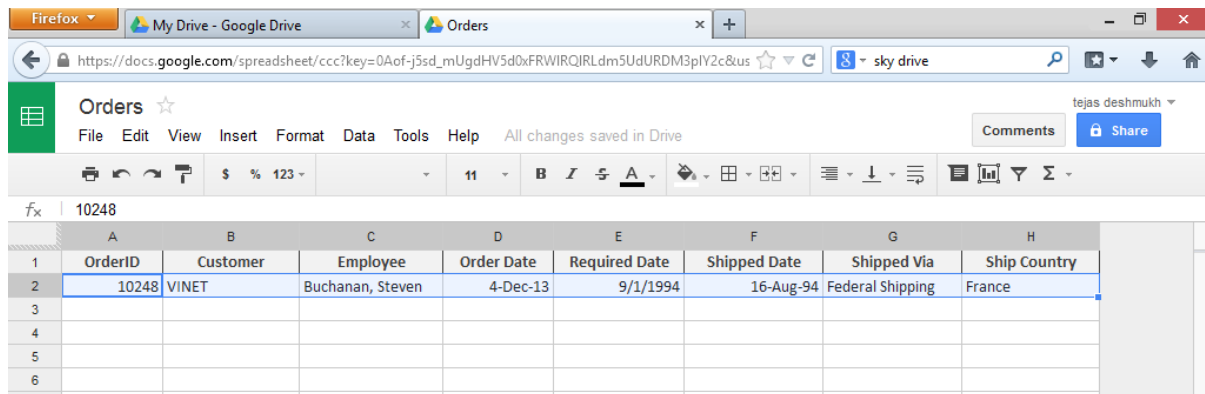 Firefox
My Drive - Google Drive
Orders
https://docs.google.com/spreadsheet/ccc?key=0Aof-j5sd_mUgdHV5d0xFRWIRQIRLdm5UdURDM3plY2c&us
8 sky drive
Orders
tejas deshmukh
File Edit View Insert Format Data Tools Help All changes saved in Drive
Comments Share
$ % 123 11 B I S A Σ
fx 10248
A B C D E F G H
1 OrderID Customer Employee Order Date Required Date Shipped Date Shipped Via Ship Country
2 10248 VINET Buchanan, Steven 4-Dec-13 9/1/1994 16-Aug-94 Federal Shipping France
3
4
5
6